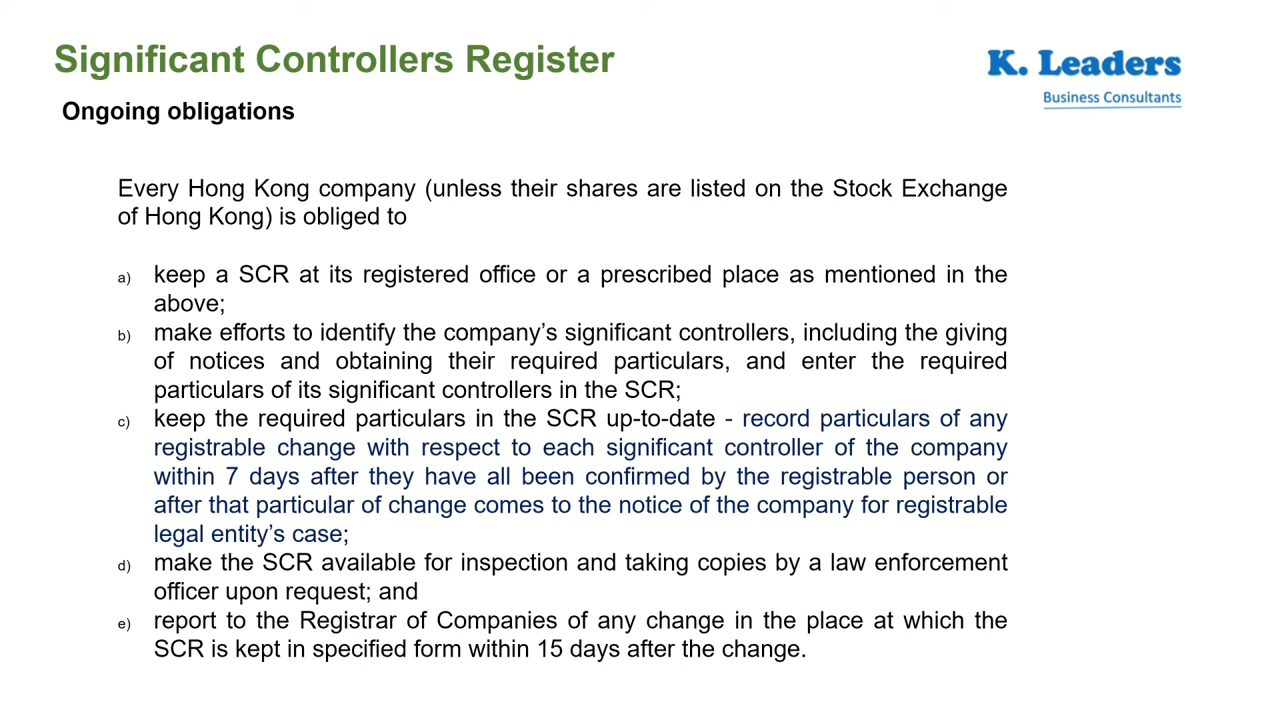 Significant Controllers Register
K. Leaders
Business Consultants
Ongoing obligations
Every Hong Kong company (unless their shares are listed on the Stock Exchange
of Hong Kong) is obliged to
a) keep a SCR at its registered office or a prescribed place as mentioned in the
above;
b) make efforts to identify the company’s significant controllers, including the giving
of notices and obtaining their required particulars, and enter the required
particulars of its significant controllers in the SCR;
c) keep the required particulars in the SCR up-to-date - record particulars of any
registrable change with respect to each significant controller of the company
within 7 days after they have all been confirmed by the registrable person or
after that particular of change comes to the notice of the company for registrable
legal entity’s case;
d) make the SCR available for inspection and taking copies by a law enforcement
officer upon request; and
e) report to the Registrar of Companies of any change in the place at which the
SCR is kept in specified form within 15 days after the change.